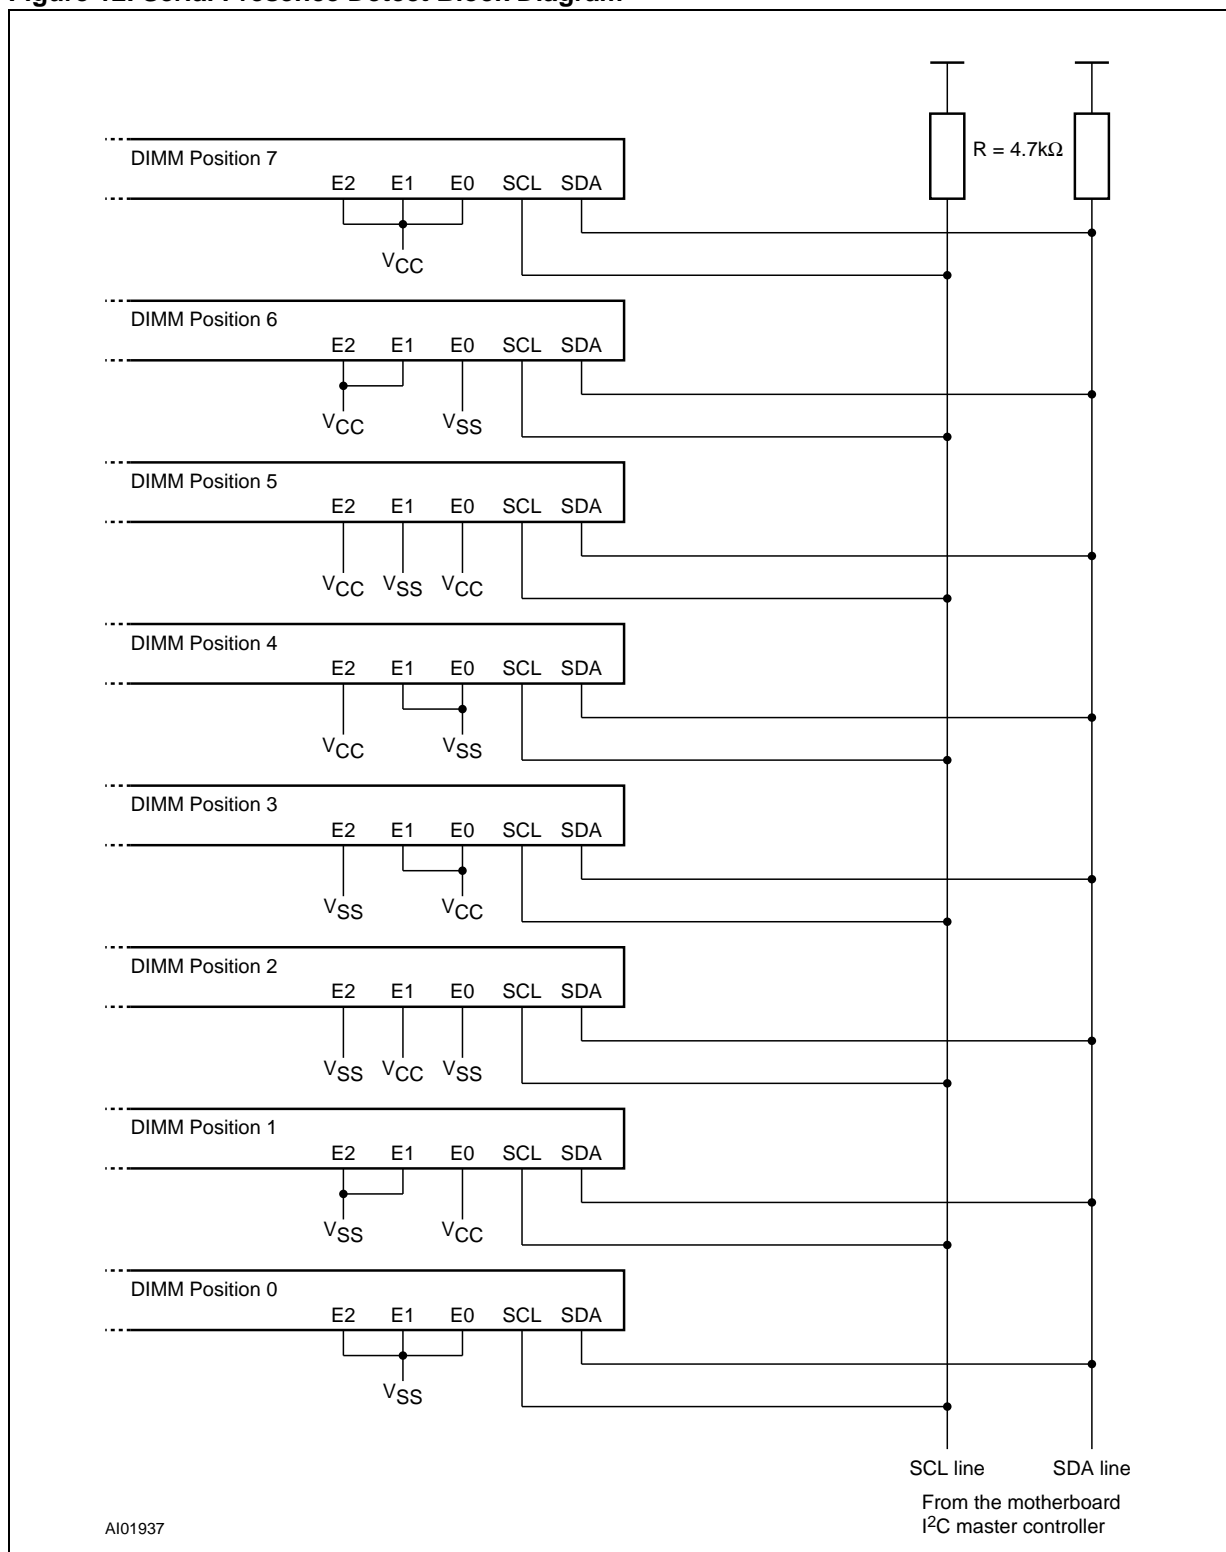 Figure 12. Serial Presence Detect Block Diagram
R = 4.7kΩ
DIMM Position 7
E2 E1 E0 SCL SDA
VCC
DIMM Position 6
E2 E1 E0 SCL SDA
VCC VSS
DIMM Position 5
E2 E1 E0 SCL SDA
VCC VSS VCC
DIMM Position 4
E2 E1 E0 SCL SDA
VCC VSS
DIMM Position 3
E2 E1 E0 SCL SDA
VSS VCC
DIMM Position 2
E2 E1 E0 SCL SDA
VSS VCC VSS
DIMM Position 1
E2 E1 E0 SCL SDA
VSS VCC
DIMM Position 0
E2 E1 E0 SCL SDA
VSS
SCL line SDA line
From the motherboard
I2C master controller
AI01937